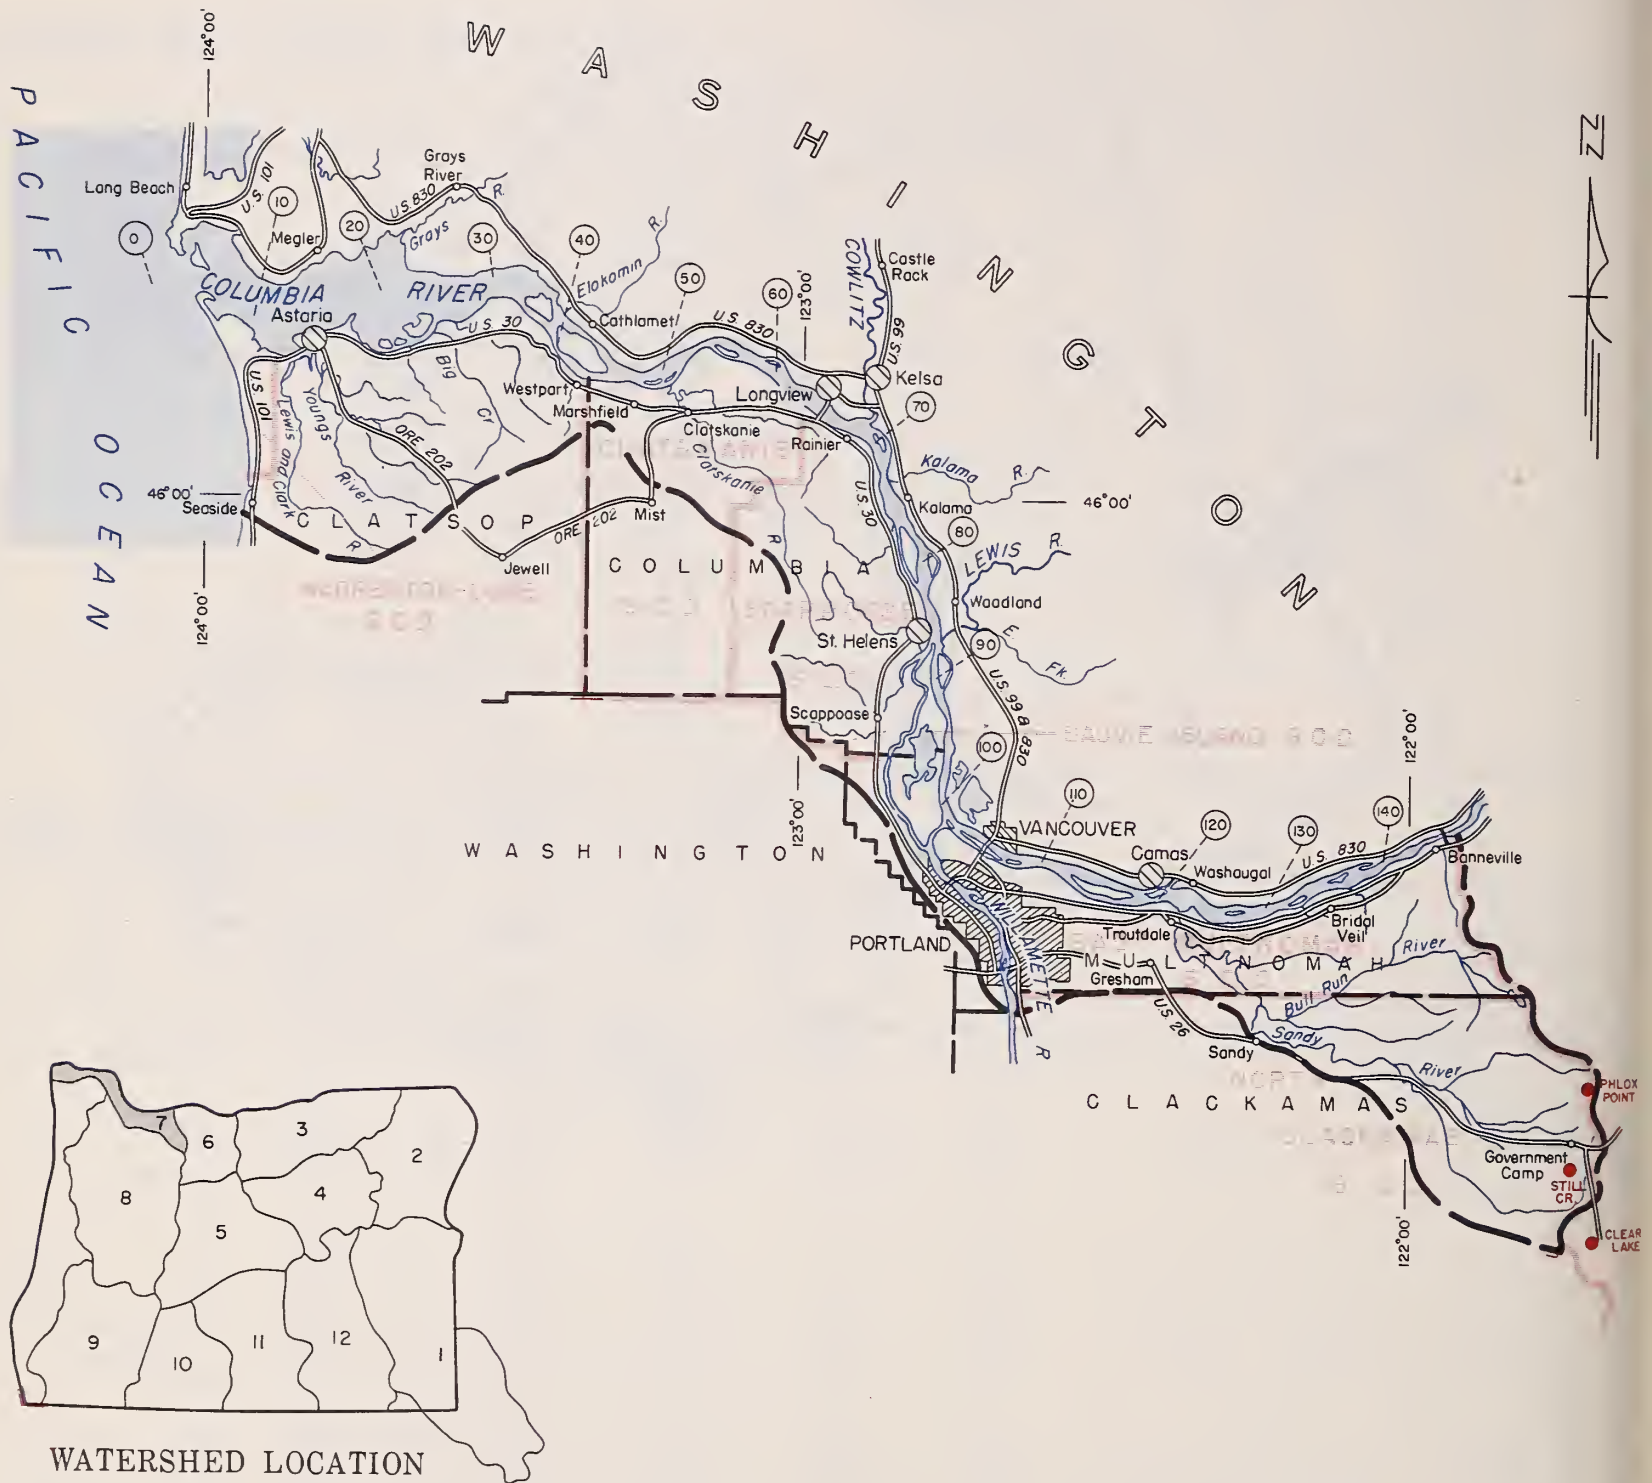 WASHINGTON
124°00'
PACIFIC OCEAN
Long Beach
U.S. 101
Megler
Grays River
U.S. 830
R.
Grays
0
10
20
30
40
50
60
70
80
90
100
110
120
130
140
COLUMBIA RIVER
Astoria
Elokomin R.
Cathlamet
U.S. 830
123°00'
COWLITZ
Castle Rock
U.S. 99
Kelso
Longview
U.S. 30
Big Cr
Westport
Marshfield
Clatskanie
Rainier
Clatskanie R
U.S. 101
Lewis and Clark R
Youngs River
ORE 202
46°00'
Seaside
CLATSOP
ORE 202
Mist
Jewell
COLUMBIA
U.S. 30
Kalama R.
Kalama
46°00'
LEWIS R.
Woodland
E. Fk.
St. Helens
U.S. 99 & 830
Scappoose
124°00'
SAUVIE ISLAND S C D
123°00'
WASHINGTON
VANCOUVER
Camas
Washougal
U.S. 830
122°00'
Bonneville
Bridal Veil
Troutdale
PORTLAND
WILLAMETTE R
MULTNOMAH
Gresham
U.S. 26
Bull Run River
Sandy
Sandy River
CLACKAMAS
PHLOX POINT
Government Camp
STILL CR.
CLEAR LAKE
122°00'
N
7
6
3
2
8
5
4
9
10
11
12
1
WATERSHED LOCATION